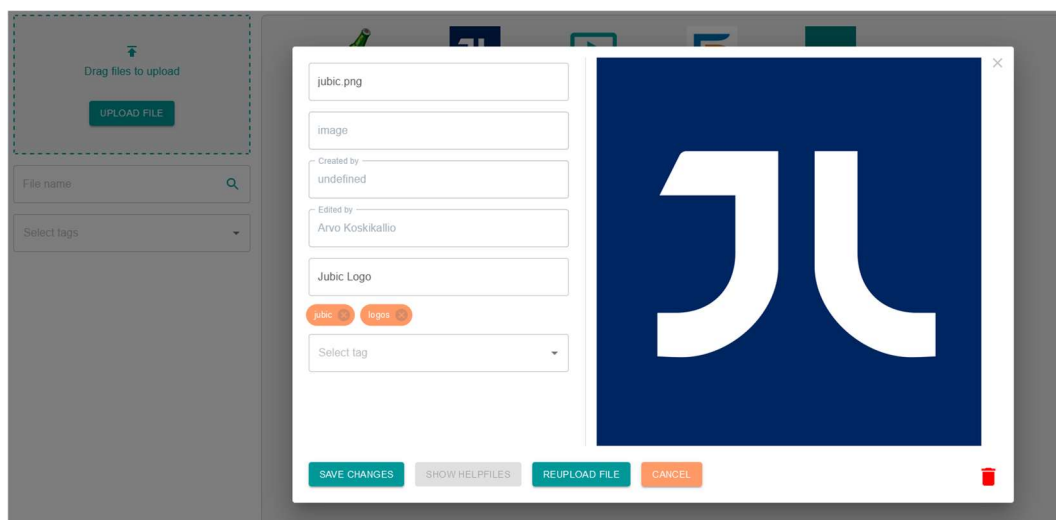 Drag files to upload
UPLOAD FILE
File name
Select tags
jubic.png
image
Created by
undefined
Edited by
Arvo Koskikallio
Jubic Logo
jubic
logos
Select tag
SAVE CHANGES
SHOW HELPFILES
REUPLOAD FILE
CANCEL